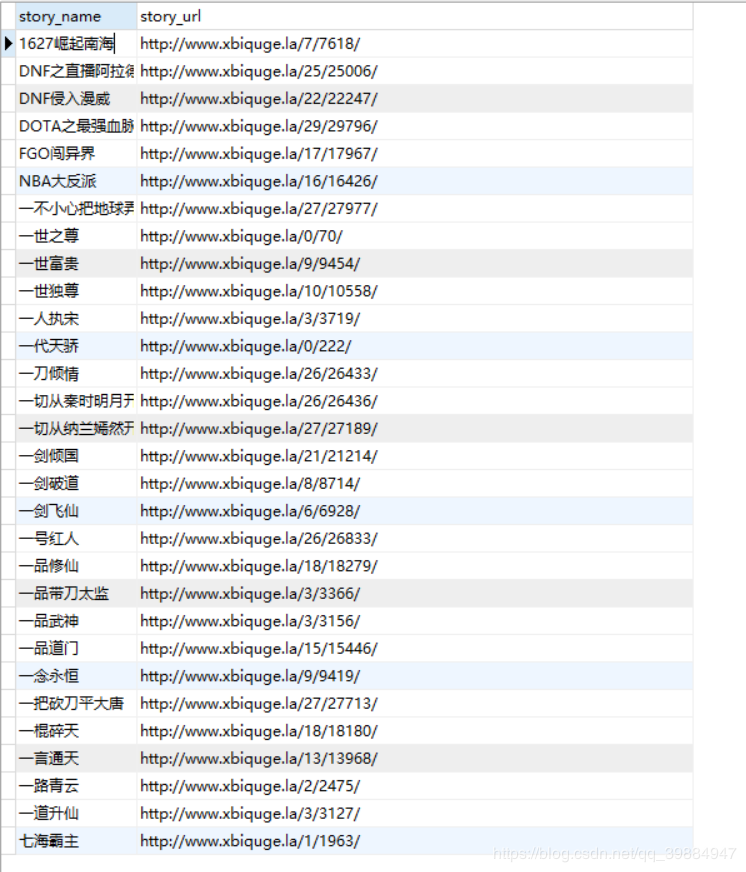 story_name story_url
1627崛起南海 http://www.xbiquge.la/7/7618/
DNF之直播阿拉德 http://www.xbiquge.la/25/25006/
DNF侵入漫威 http://www.xbiquge.la/22/22247/
DOTA之最强血脉 http://www.xbiquge.la/29/29796/
FGO闯异界 http://www.xbiquge.la/17/17967/
NBA大反派 http://www.xbiquge.la/16/16426/
一不小心把地球弄 http://www.xbiquge.la/27/27977/
一世之尊 http://www.xbiquge.la/0/70/
一世富贵 http://www.xbiquge.la/9/9454/
一世独尊 http://www.xbiquge.la/10/10558/
一人执宋 http://www.xbiquge.la/3/3719/
一代天骄 http://www.xbiquge.la/0/222/
一刀倾情 http://www.xbiquge.la/26/26433/
一切从秦时明月开 http://www.xbiquge.la/26/26436/
一切从纳兰嫣然开 http://www.xbiquge.la/27/27189/
一剑倾国 http://www.xbiquge.la/21/21214/
一剑破道 http://www.xbiquge.la/8/8714/
一剑飞仙 http://www.xbiquge.la/6/6928/
一号红人 http://www.xbiquge.la/26/26833/
一品修仙 http://www.xbiquge.la/18/18279/
一品带刀太监 http://www.xbiquge.la/3/3366/
一品武神 http://www.xbiquge.la/3/3156/
一品道门 http://www.xbiquge.la/15/15446/
一念永恒 http://www.xbiquge.la/9/9419/
一把砍刀平大唐 http://www.xbiquge.la/27/27713/
一棍碎天 http://www.xbiquge.la/18/18180/
一言通天 http://www.xbiquge.la/13/13968/
一路青云 http://www.xbiquge.la/2/2475/
一道升仙 http://www.xbiquge.la/3/3127/
七海霸主 http://www.xbiquge.la/1/1963/
https://blog.csdn.net/qq_39884947